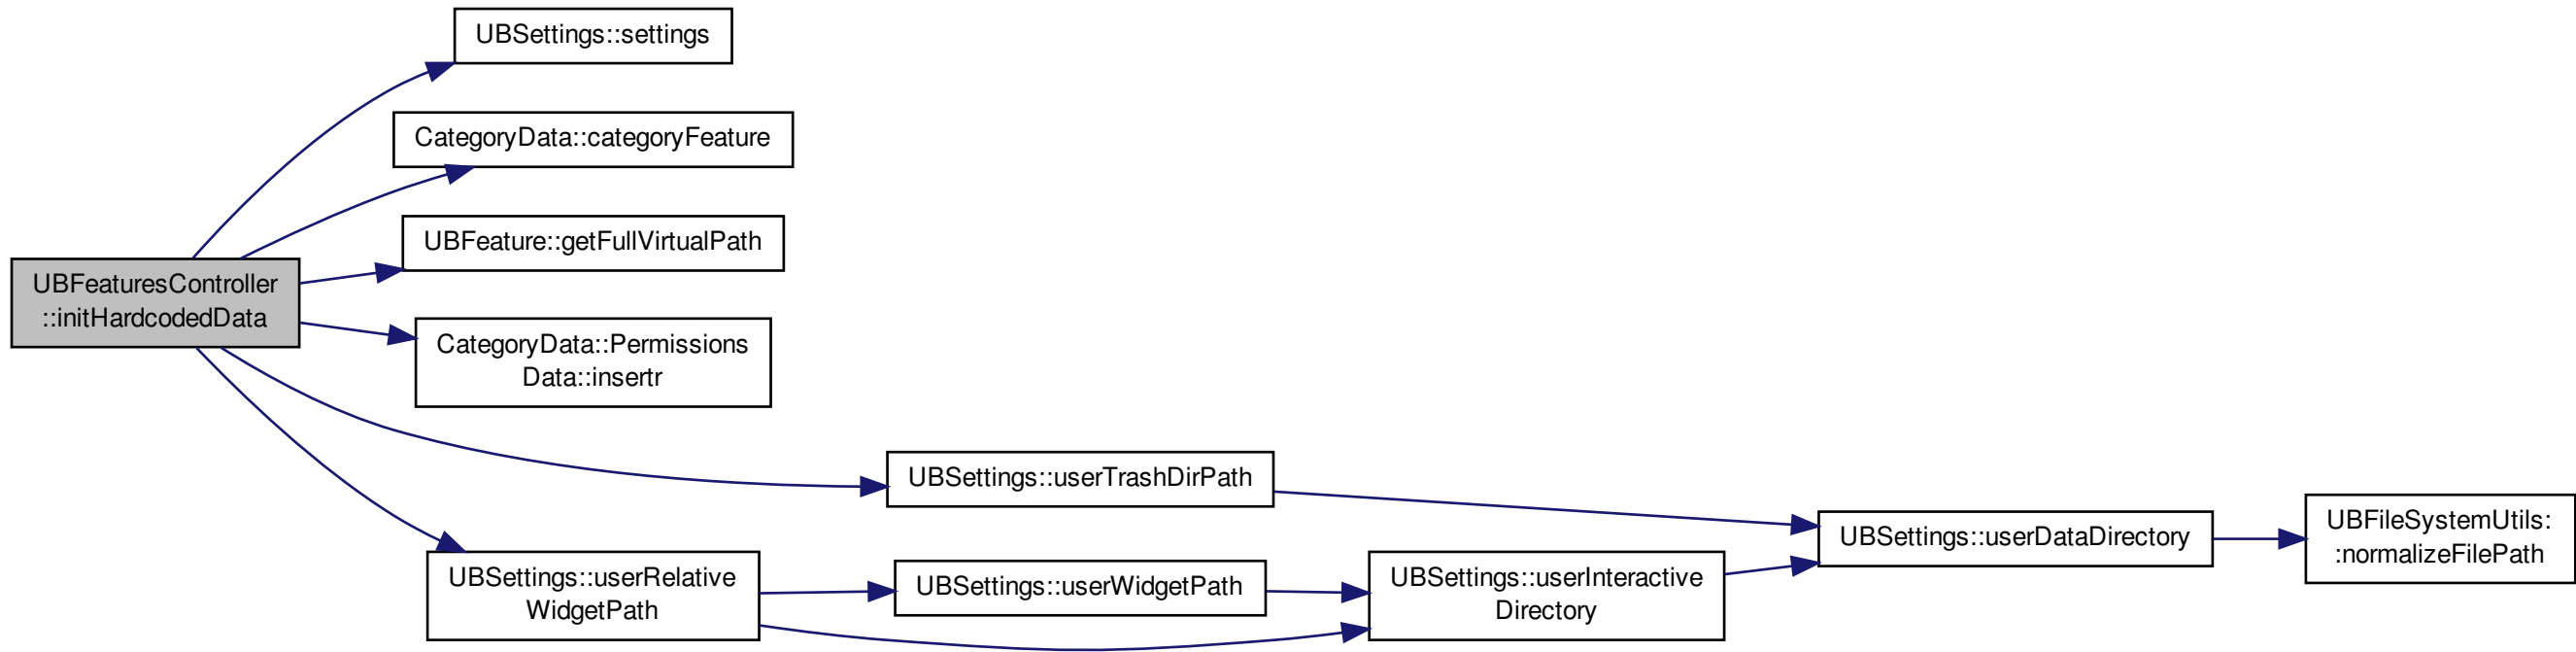 UBSettings::settings
CategoryData::categoryFeature
UBFeature::getFullVirtualPath
UBFeaturesController
::initHardcodedData
CategoryData::Permissions
Data::insertr
UBSettings::userTrashDirPath
UBSettings::userRelative
WidgetPath
UBSettings::userWidgetPath
UBSettings::userInteractive
Directory
UBSettings::userDataDirectory
UBFileSystemUtils:
:normalizeFilePath